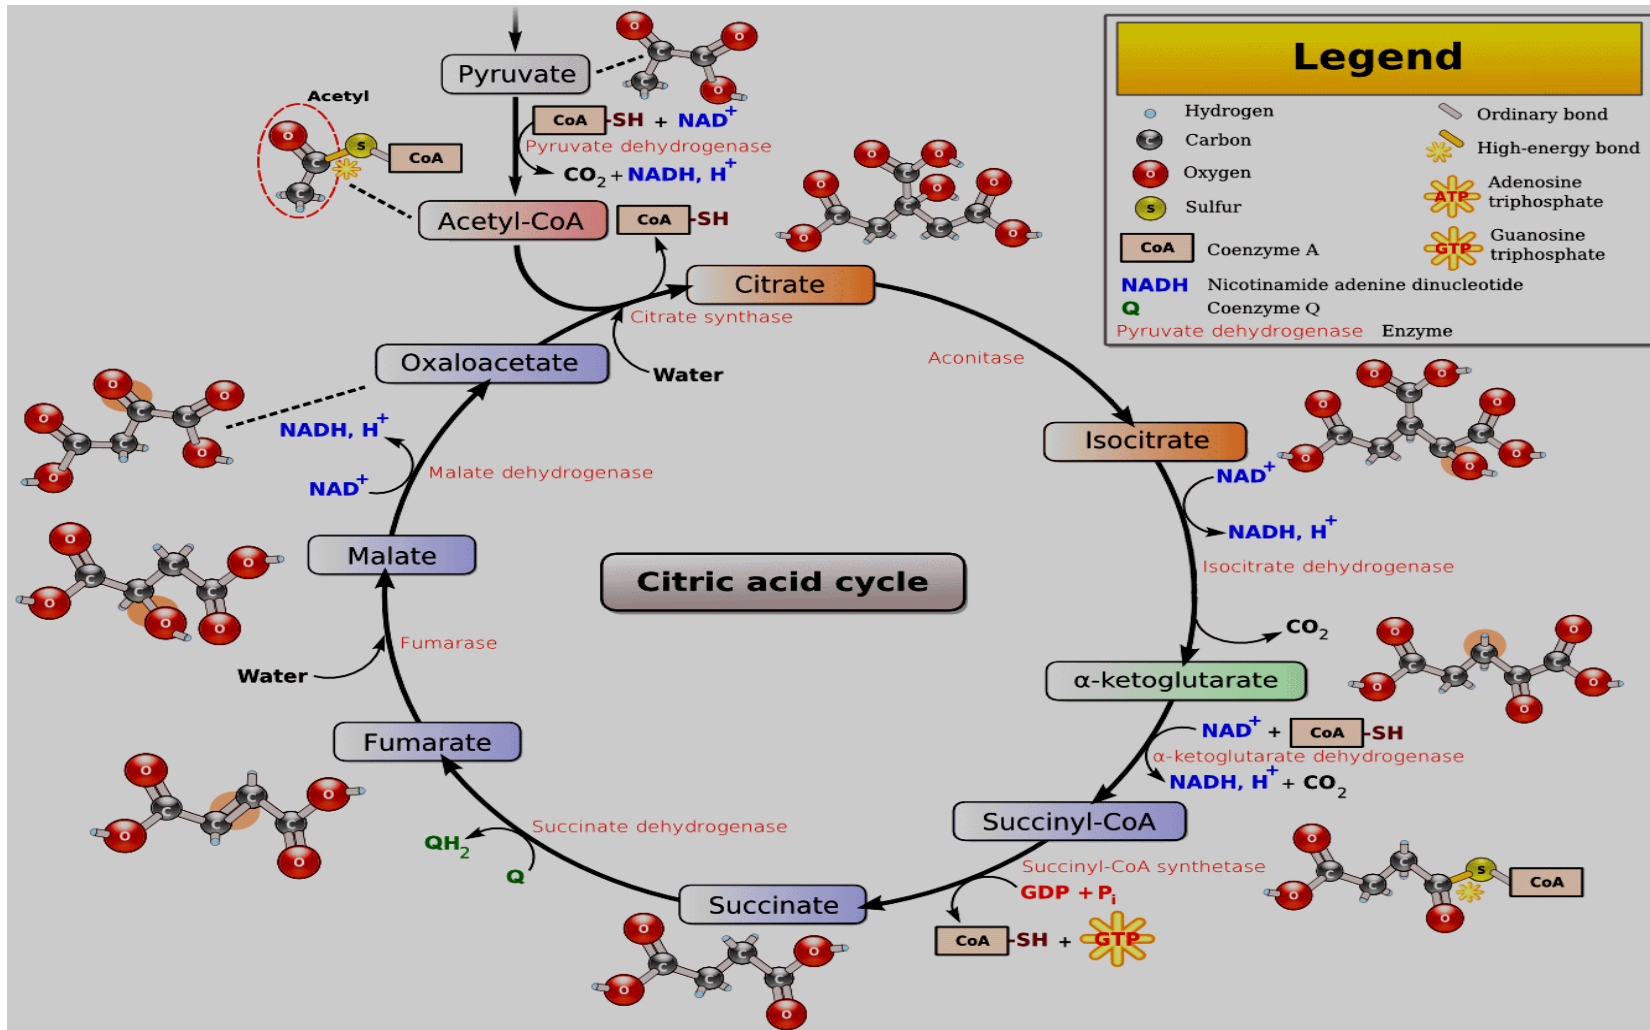 Pyruvate
Acetyl
CoA -SH + NAD+
Pyruvate dehydrogenase
CO2 + NADH, H+
S CoA
Acetyl-CoA
CoA -SH
Citrate
Citrate synthase
Water
Oxaloacetate
Aconitase
Isocitrate
NAD+
NADH, H+
Isocitrate dehydrogenase
CO2
α-ketoglutarate
NAD+ + CoA -SH
α-ketoglutarate dehydrogenase
NADH, H+ + CO2
Succinyl-CoA
Succinyl-CoA synthetase
GDP + Pi
CoA -SH + GTP
S CoA
Succinate
Succinate dehydrogenase
QH2
Q
Fumarate
Fumarase
Water
Malate
Malate dehydrogenase
NADH, H+
NAD+
Citric acid cycle
Legend
Hydrogen
C Carbon
O Oxygen
S Sulfur
CoA Coenzyme A
NADH Nicotinamide adenine dinucleotide
Q Coenzyme Q
Pyruvate dehydrogenase Enzyme
Ordinary bond
High-energy bond
ATP Adenosine
triphosphate
GTP Guanosine
triphosphate